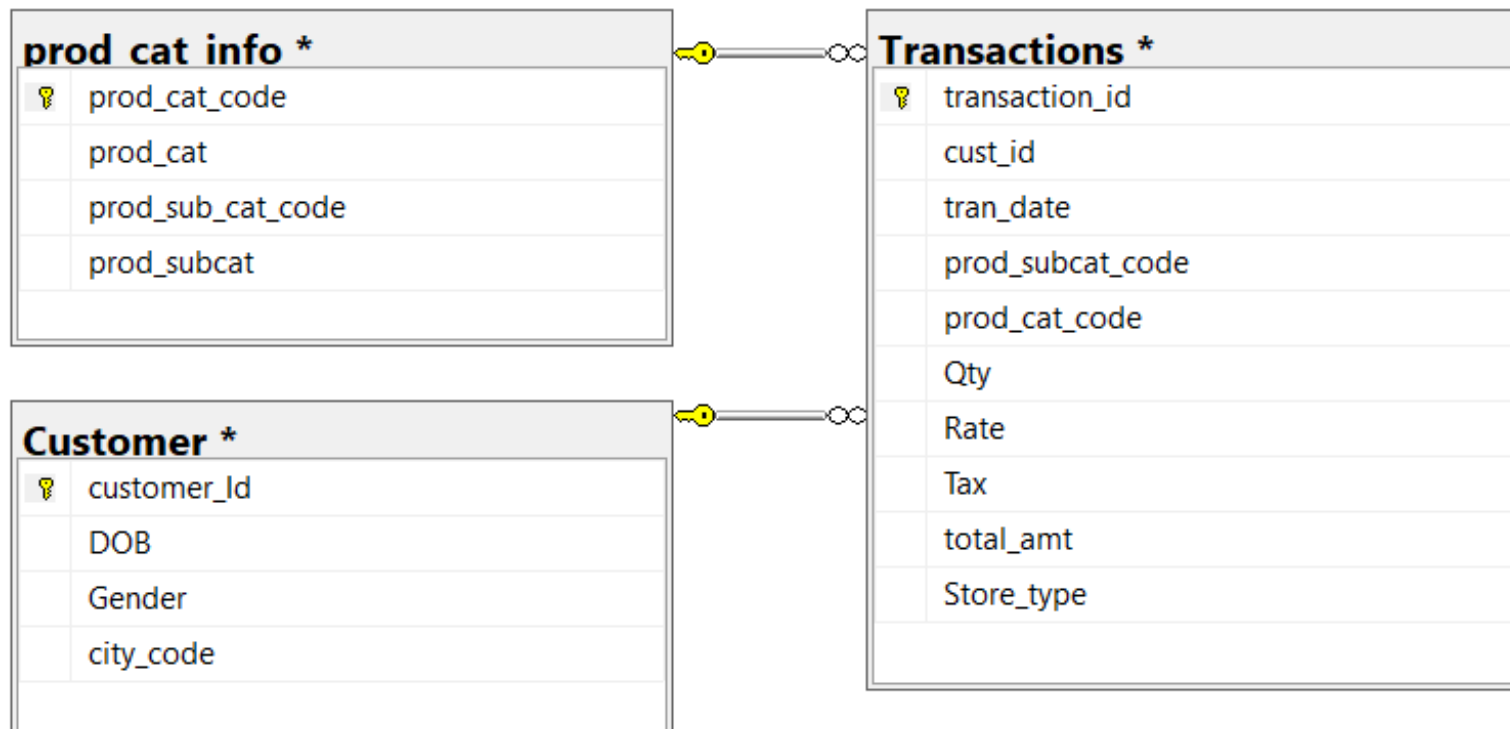 prod_cat_info *
prod_cat_code
prod_cat
prod_sub_cat_code
prod_subcat
Customer *
customer_Id
DOB
Gender
city_code
Transactions *
transaction_id
cust_id
tran_date
prod_subcat_code
prod_cat_code
Qty
Rate
Tax
total_amt
Store_type